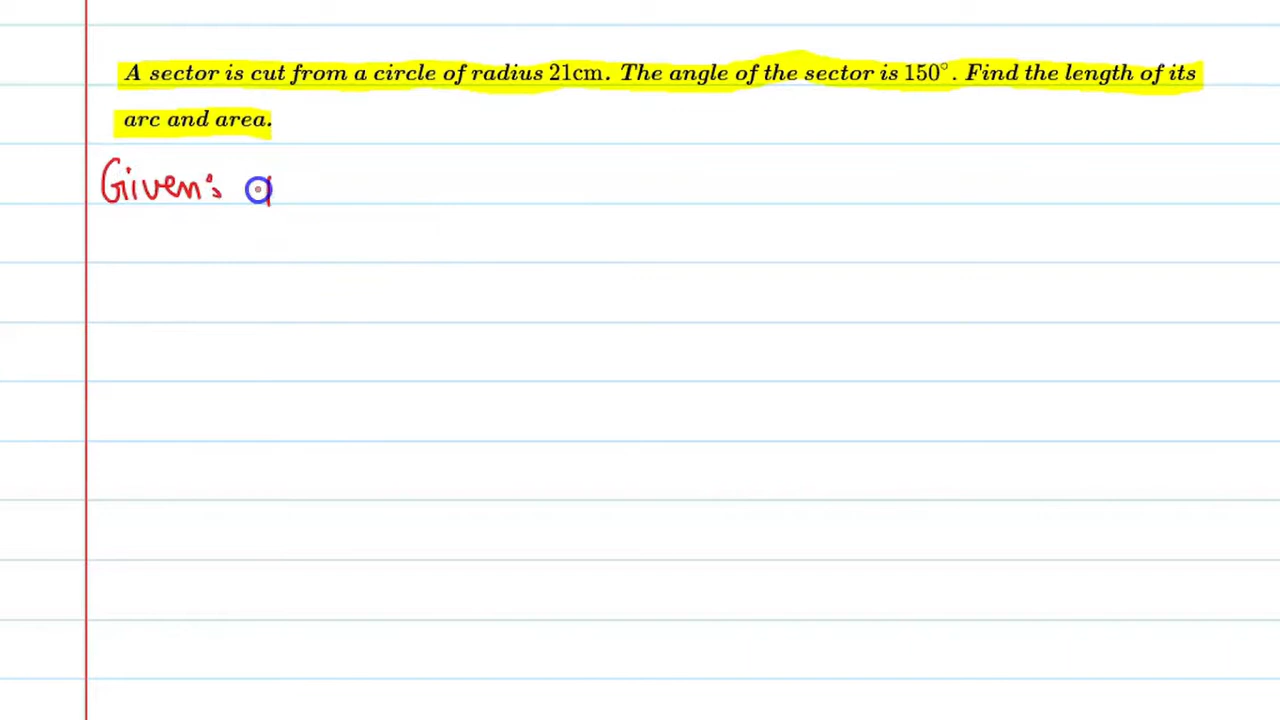 A sector is cut from a circle of radius 21cm. The angle of the sector is 150°. Find the length of its
arc and area.
Given: